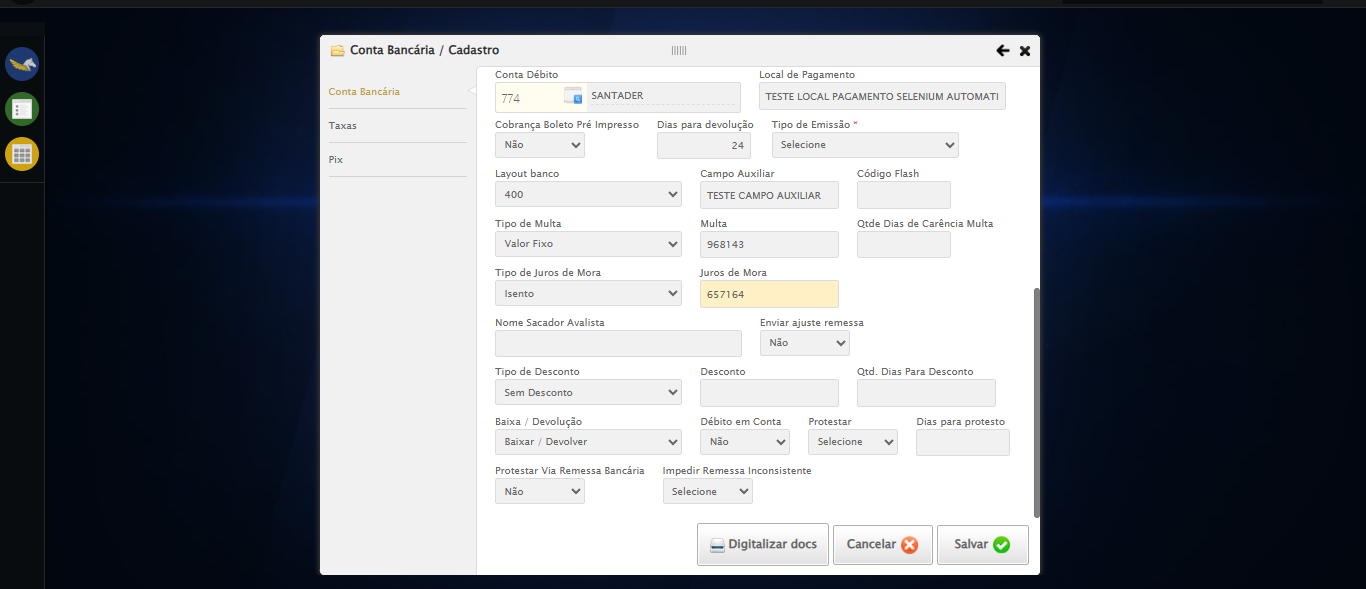 Conta Bancária / Cadastro
Conta Bancária
Taxas
Pix
Conta Débito Local de Pagamento
774 SANTADER TESTE LOCAL PAGAMENTO SELENIUM AUTOMATI
Cobrança Boleto Pré Impresso Dias para devolução Tipo de Emissão *
Não 24 Selecione
Layout banco Campo Auxiliar Código Flash
400 TESTE CAMPO AUXILIAR
Tipo de Multa Multa Qtde Dias de Carência Multa
Valor Fixo 968143
Tipo de Juros de Mora Juros de Mora
Isento 657164
Nome Sacador Avalista Enviar ajuste remessa
Não
Tipo de Desconto Desconto Qtd. Dias Para Desconto
Sem Desconto
Baixa / Devolução Débito em Conta Protestar Dias para protesto
Baixar / Devolver Não Selecione
Protestar Via Remessa Bancária Impedir Remessa Inconsistente
Não Selecione
Digitalizar docs Cancelar Salvar